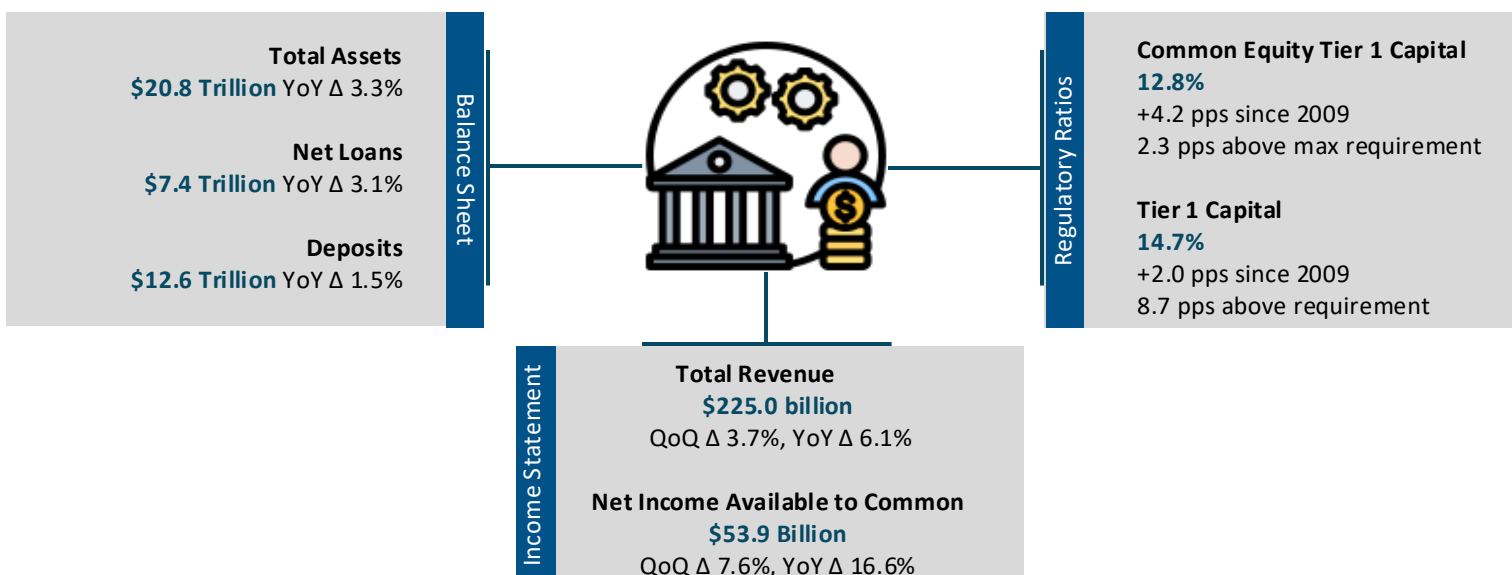 Total Assets
$20.8 Trillion YoY Δ 3.3%
Net Loans
$7.4 Trillion YoY Δ 3.1%
Deposits
$12.6 Trillion YoY Δ 1.5%
Balance Sheet
$
Regulatory Ratios
Common Equity Tier 1 Capital
12.8%
+4.2 pps since 2009
2.3 pps above max requirement
Tier 1 Capital
14.7%
+2.0 pps since 2009
8.7 pps above requirement
Income Statement
Total Revenue
$225.0 billion
QoQ Δ 3.7%, YoY Δ 6.1%
Net Income Available to Common
$53.9 Billion
QoQ Δ 7.6%, YoY Δ 16.6%